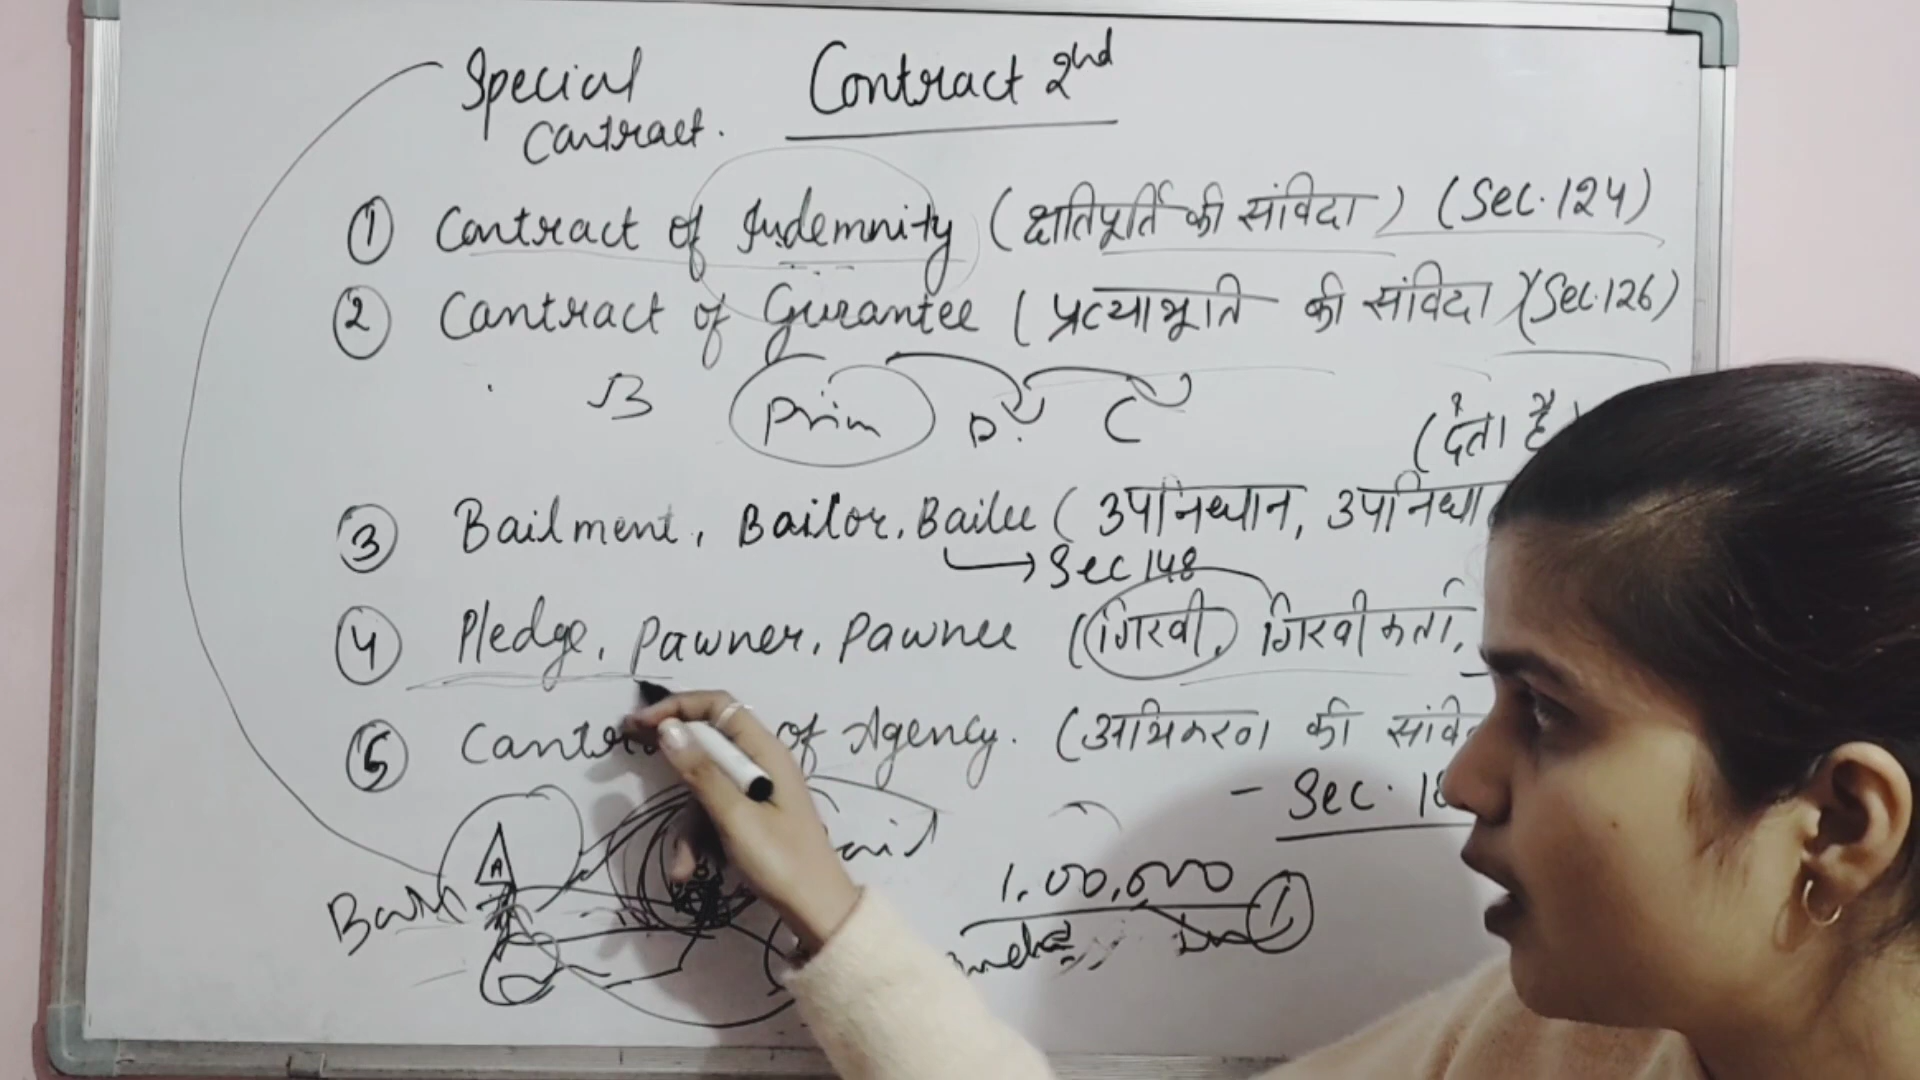 Special Contract 2nd
Contract.
① Contract of Indemnity (क्षतिपूर्ति की संविदा) (Sec.124)
② Contract of Gurantee (प्रत्याभूति की संविदा)(Sec.126)
B Prin D. C
(देता है)
③ Bailment, Bailor, Bailee (उपनिधान,
→ Sec 148
④ Pledge, Pawner, Pawnee (गिरवी, गिरवीकर्ता,
⑤ of Agency. (अभिकरण की
- Sec. 18
A
1,00,000